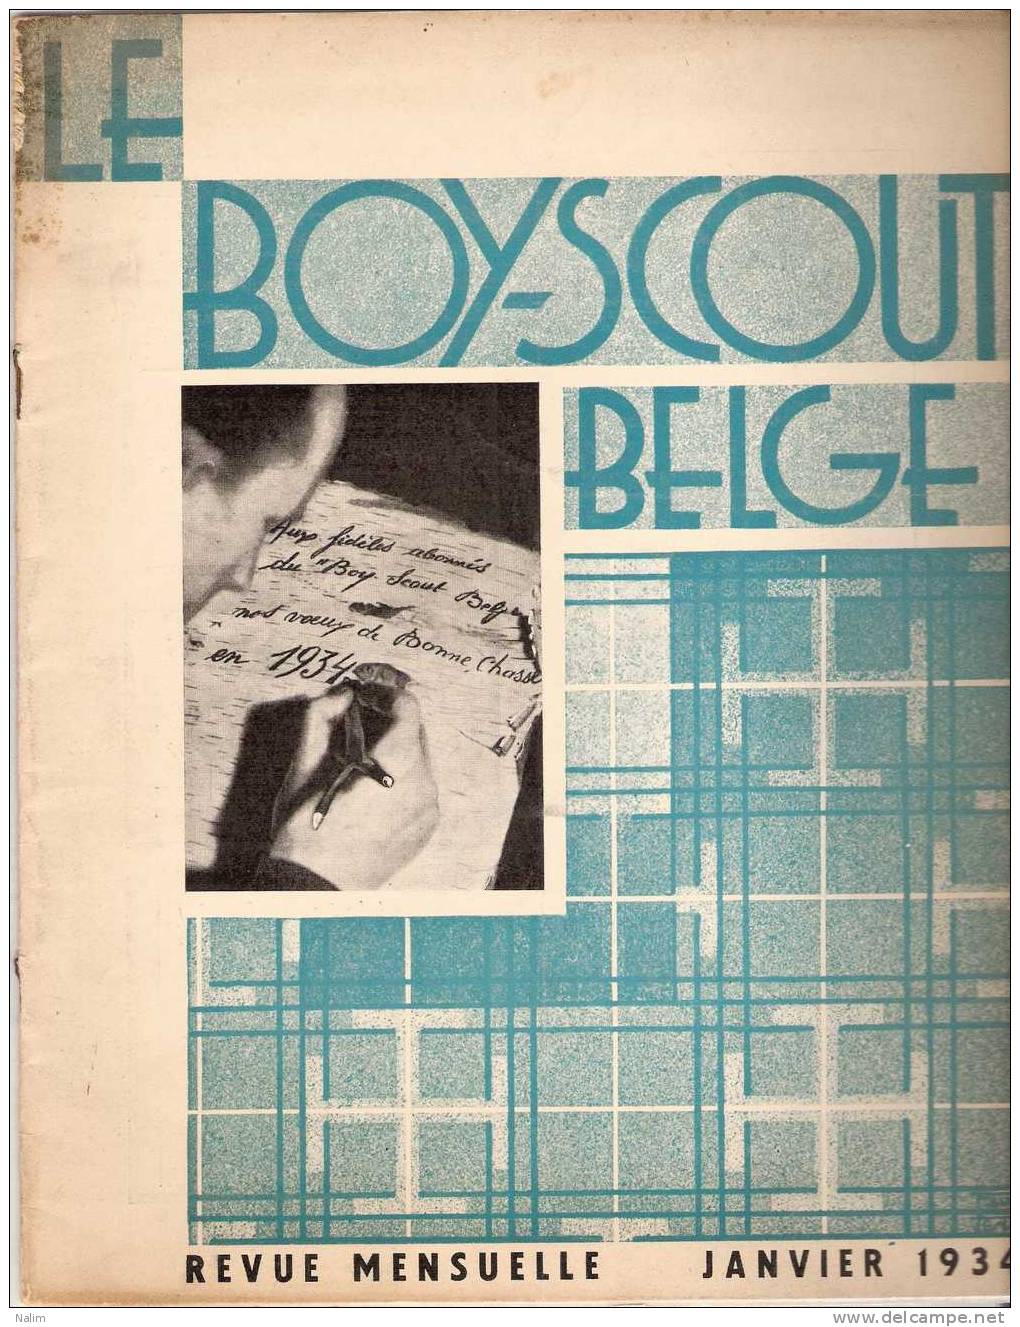 LE
BOY-SCOUT
BELGE
Aux fidèles abonnés
du "Boy Scout Belge
nos vœux de Bonne Chasse
en 1934
REVUE MENSUELLE JANVIER 1934
Nalim
www.delcampe.net